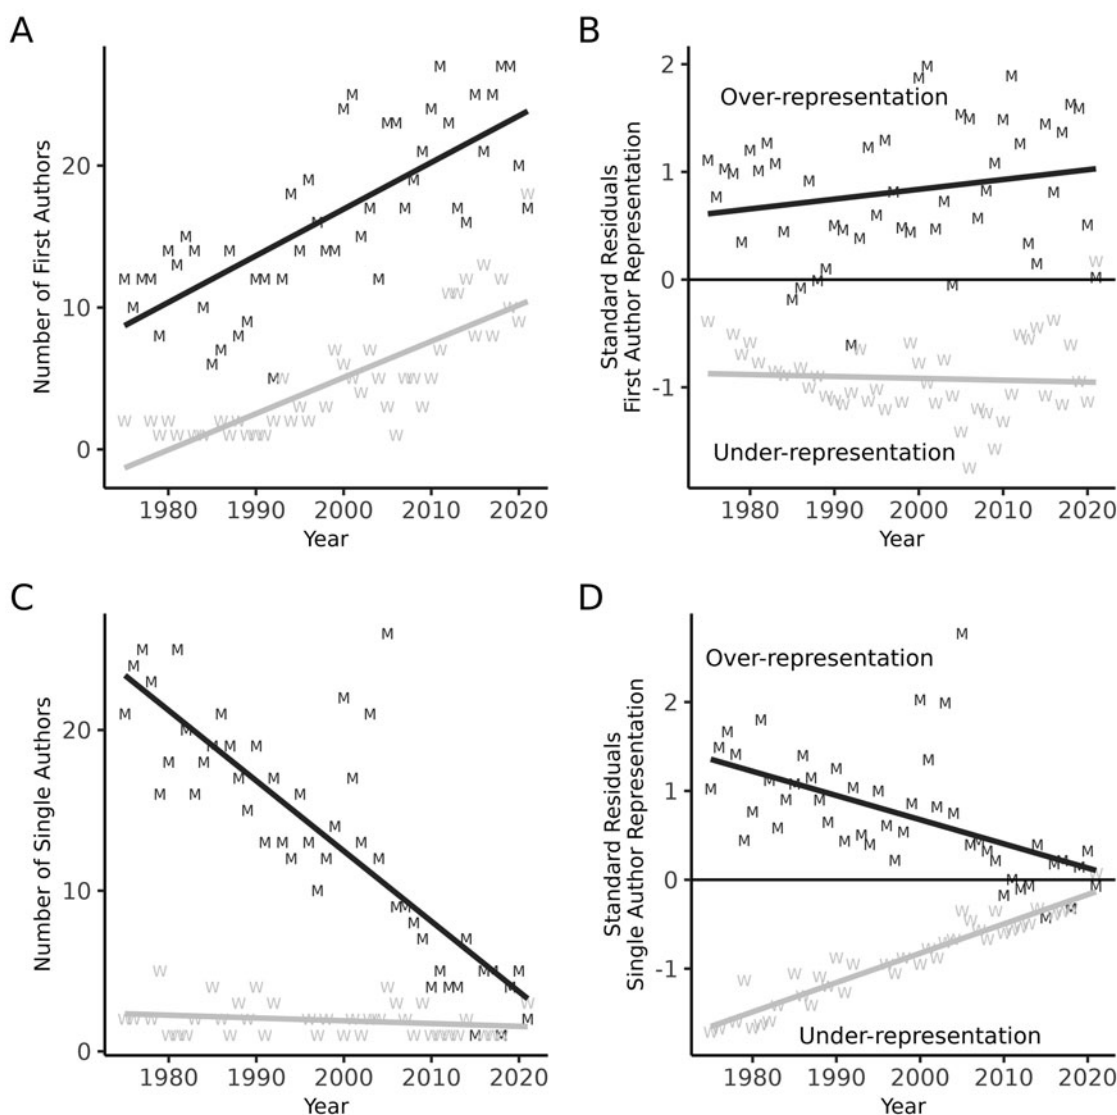 A
Number of First Authors
20
10
0
1980 1990 2000 2010 2020
Year
B
Standard Residuals
First Author Representation
2
1
0
-1
Over-representation
Under-representation
1980 1990 2000 2010 2020
Year
C
Number of Single Authors
20
10
0
1980 1990 2000 2010 2020
Year
D
Standard Residuals
Single Author Representation
2
1
0
-1
Over-representation
Under-representation
1980 1990 2000 2010 2020
Year